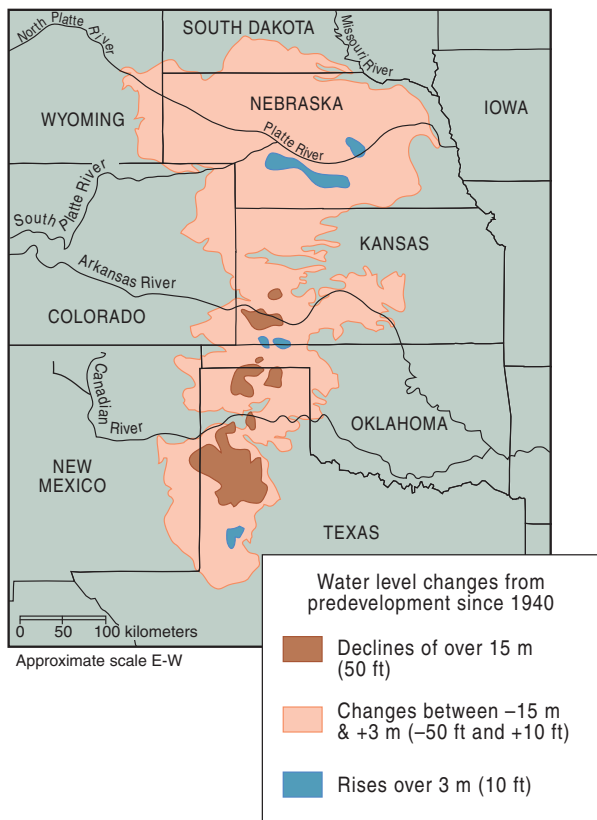 North Platte
River
SOUTH DAKOTA
Missouri River
WYOMING
NEBRASKA
IOWA
Platte
River
South
Platte River
KANSAS
Arkansas River
COLORADO
Canadian
River
OKLAHOMA
NEW
MEXICO
TEXAS
0 50 100 kilometers
Approximate scale E-W
Water level changes from
predevelopment since 1940
Declines of over 15 m
(50 ft)
Changes between –15 m
& +3 m (–50 ft and +10 ft)
Rises over 3 m (10 ft)